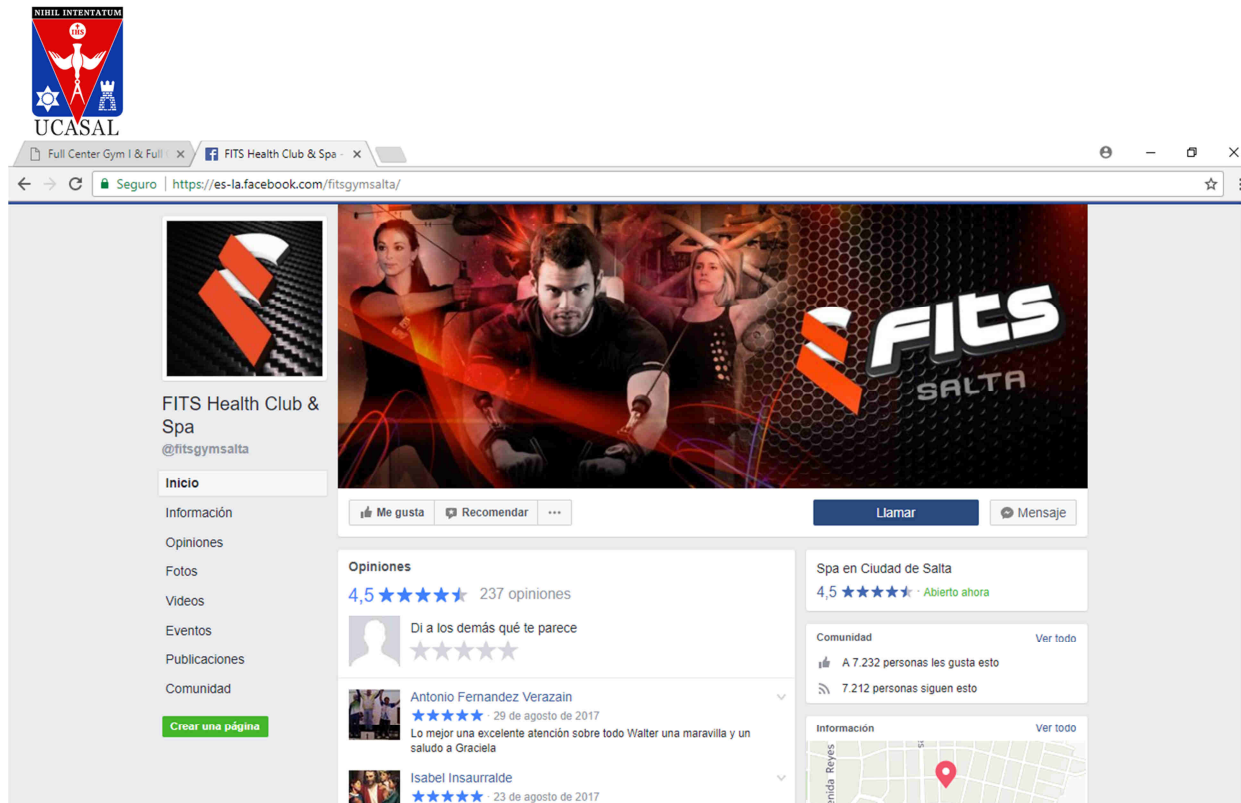 NIHIL INTENTATUM
IHS
UCASAL
Full Center Gym I & Full
FITS Health Club & Spa -
Seguro
https://es-la.facebook.com/fitsgymsalta/
FITS
SALTA
FITS Health Club &
Spa
@fitsgymsalta
Inicio
Información
Opiniones
Fotos
Videos
Eventos
Publicaciones
Comunidad
Crear una página
Me gusta
Recomendar
Llamar
Mensaje
Opiniones
4,5
237 opiniones
Di a los demás qué te parece
Antonio Fernandez Verazain
· 29 de agosto de 2017
Lo mejor una excelente atención sobre todo Walter una maravilla y un
saludo a Graciela
Isabel Insaurralde
· 23 de agosto de 2017
Spa en Ciudad de Salta
4,5 · Abierto ahora
Comunidad
Ver todo
A 7.232 personas les gusta esto
7.212 personas siguen esto
Información
Ver todo
Reyes